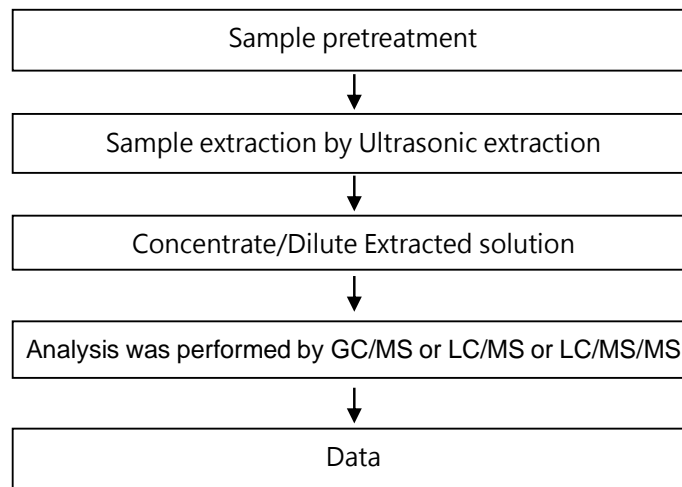 Sample pretreatment
Sample extraction by Ultrasonic extraction
Concentrate/Dilute Extracted solution
Analysis was performed by GC/MS or LC/MS or LC/MS/MS
Data